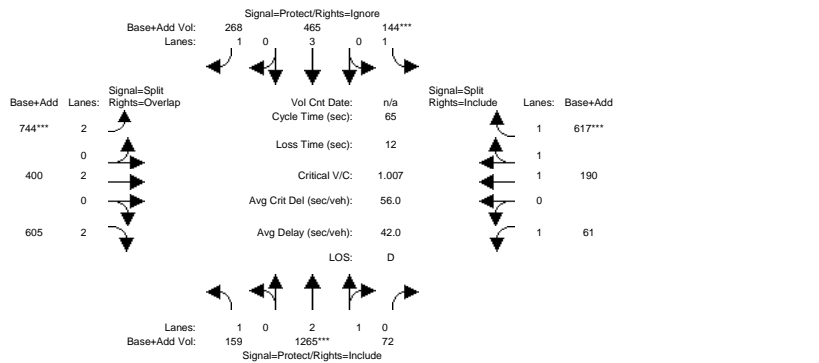 Signal=Protect/Rights=Ignore
Base+Add Vol: 268 465 144***
Lanes: 1 0 3 0 1
Signal=Split Signal=Split
Base+Add Lanes: Rights=Overlap Vol Cnt Date: n/a Rights=Include Lanes: Base+Add
Cycle Time (sec): 65
744*** 2 1 617***
Loss Time (sec): 12
0 1
400 2 Critical V/C: 1.007 1 190
0 Avg Crit Del (sec/veh): 56.0 0
605 2 Avg Delay (sec/veh): 42.0 1 61
LOS: D
Lanes: 1 0 2 1 0
Base+Add Vol: 159 1265*** 72
Signal=Protect/Rights=Include